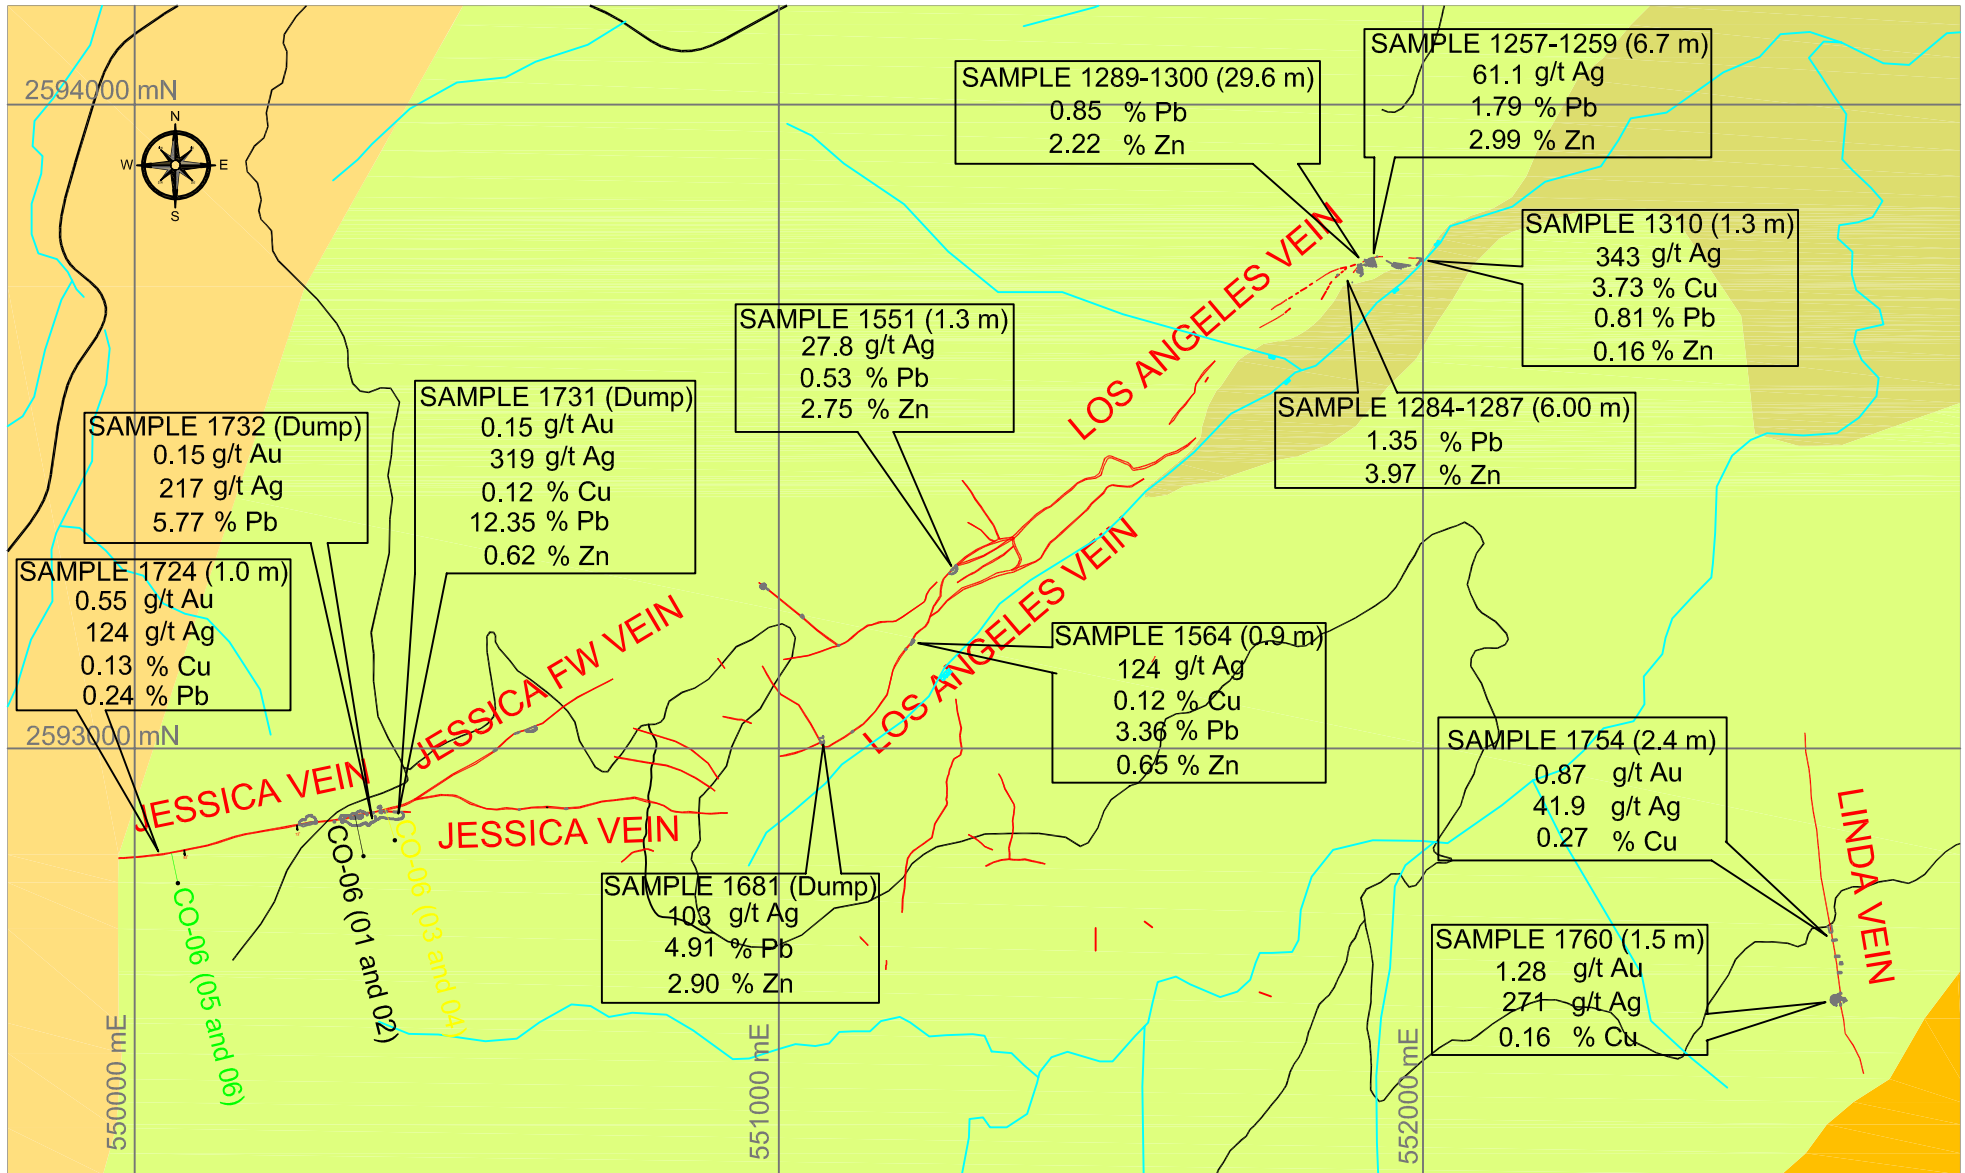 2594000 mN
N
W
E
S
SAMPLE 1289-1300 (29.6 m)
0.85 % Pb
2.22 % Zn
SAMPLE 1257-1259 (6.7 m)
61.1 g/t Ag
1.79 % Pb
2.99 % Zn
SAMPLE 1310 (1.3 m)
343 g/t Ag
3.73 % Cu
0.81 % Pb
0.16 % Zn
LOS ANGELES VEIN
SAMPLE 1551 (1.3 m)
27.8 g/t Ag
0.53 % Pb
2.75 % Zn
SAMPLE 1284-1287 (6.00 m)
1.35 % Pb
3.97 % Zn
SAMPLE 1732 (Dump)
0.15 g/t Au
217 g/t Ag
5.77 % Pb
SAMPLE 1731 (Dump)
0.15 g/t Au
319 g/t Ag
0.12 % Cu
12.35 % Pb
0.62 % Zn
SAMPLE 1724 (1.0 m)
0.55 g/t Au
124 g/t Ag
0.13 % Cu
0.24 % Pb
LOS ANGELES VEIN
JESSICA FW VEIN
SAMPLE 1564 (0.9 m)
124 g/t Ag
0.12 % Cu
3.36 % Pb
0.65 % Zn
2593000 mN
JESSICA VEIN
JESSICA VEIN
SAMPLE 1754 (2.4 m)
0.87 g/t Au
41.9 g/t Ag
0.27 % Cu
LINDA VEIN
SAMPLE 1681 (Dump)
103 g/t Ag
4.91 % Pb
2.90 % Zn
SAMPLE 1760 (1.5 m)
1.28 g/t Au
271 g/t Ag
0.16 % Cu
CO-06 (05 and 06)
CO-06 (01 and 02)
CO-06 (03 and 04)
550000 mE
551000 mE
552000 mE